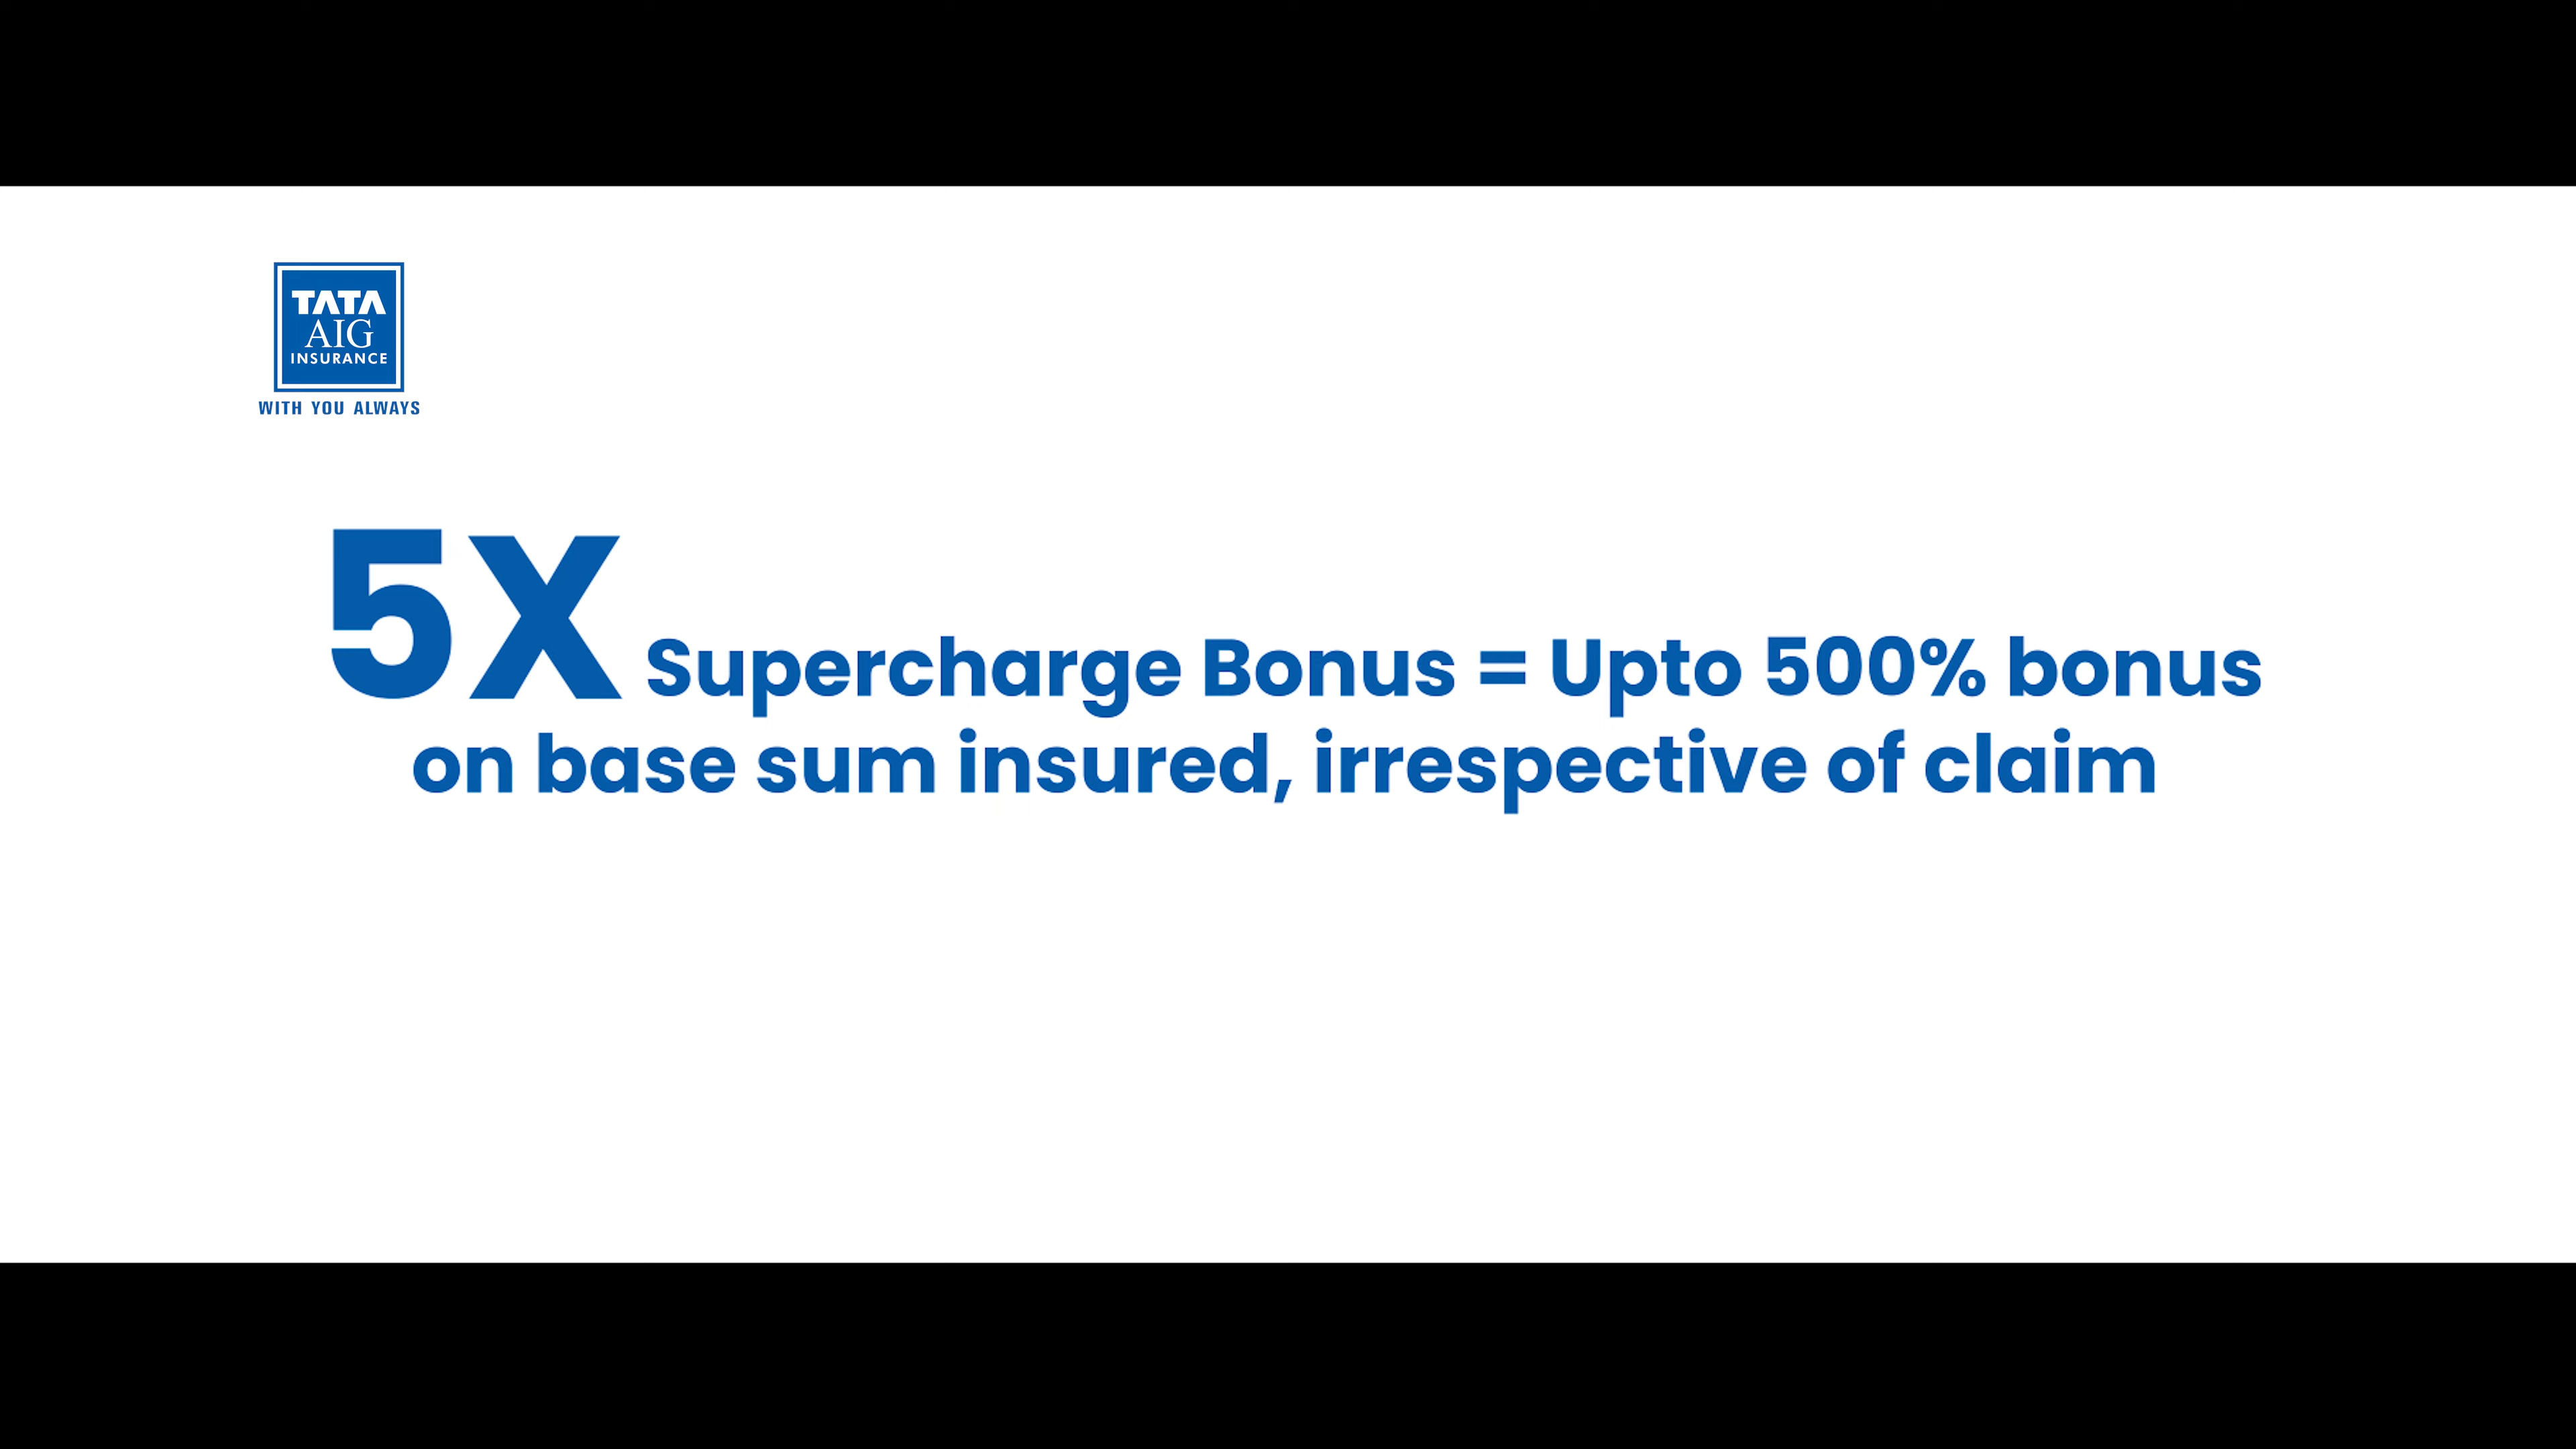 TATA
AIG
INSURANCE
WITH YOU ALWAYS
5X Supercharge Bonus = Upto 500% bonus
on base sum insured, irrespective of claim